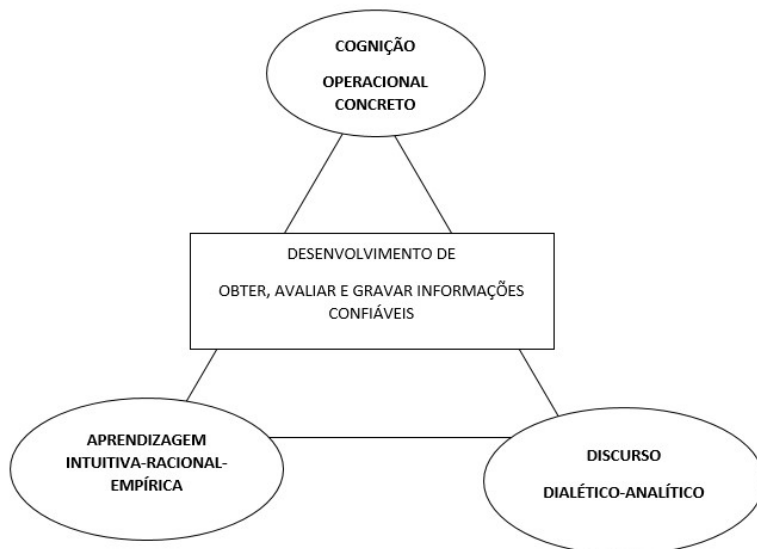 COGNIÇÃO
OPERACIONAL
CONCRETO
DESENVOLVIMENTO DE
OBTER, AVALIAR E GRAVAR INFORMAÇÕES
CONFIÁVEIS
APRENDIZAGEM
INTUITIVA-RACIONAL-
EMPÍRICA
DISCURSO
DIALÉTICO-ANALÍTICO